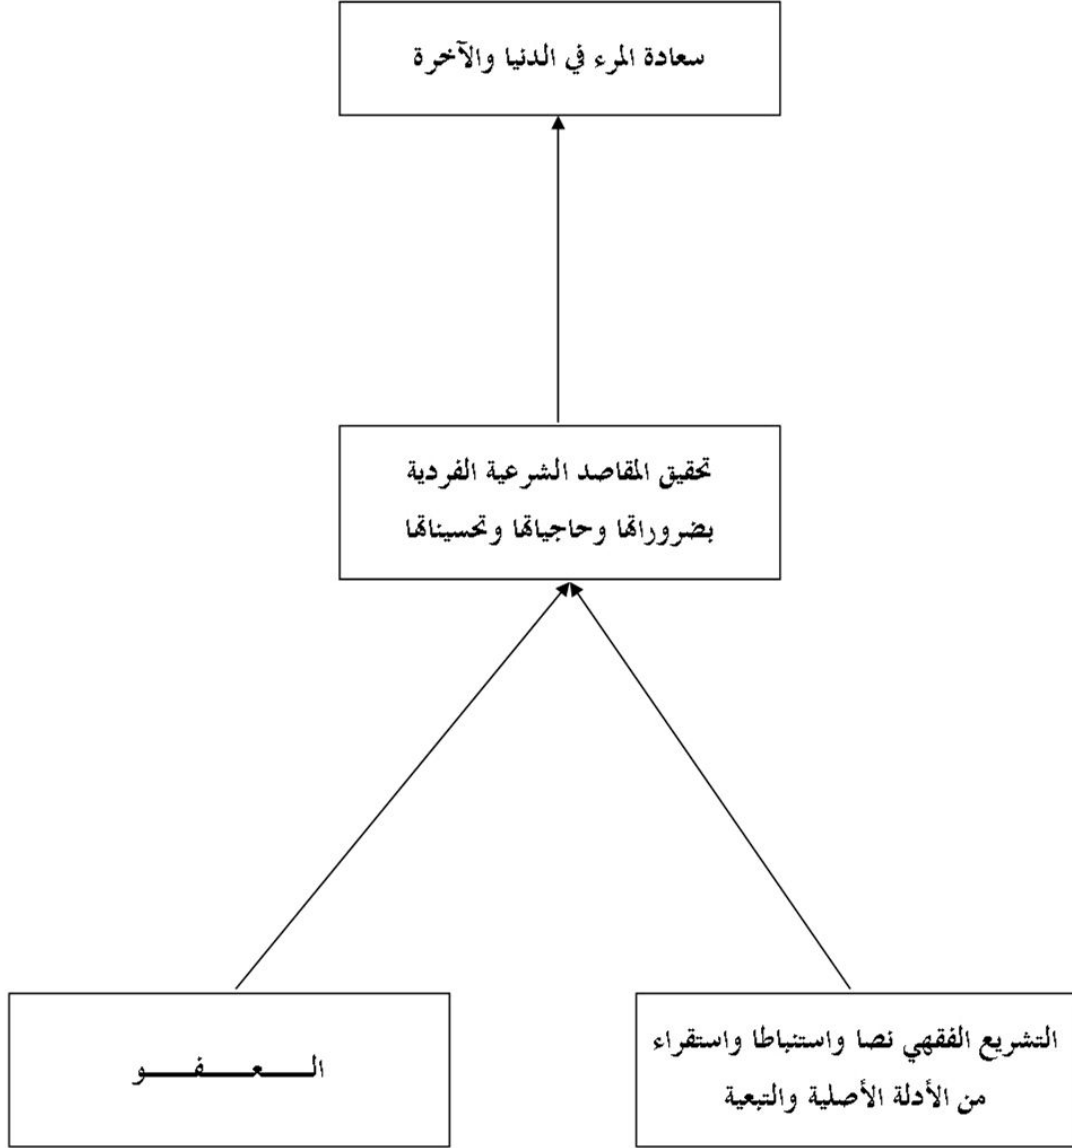 سعادة المرء في الدنيا والآخرة
تحقيق المقاصد الشرعية الفردية
بضروراتها وحاجياتها وتحسيناتها
التشريع الفقهي نصا واستنباطا واستقراء
من الأدلة الأصلية والتبعية
الـــعـــفـــو